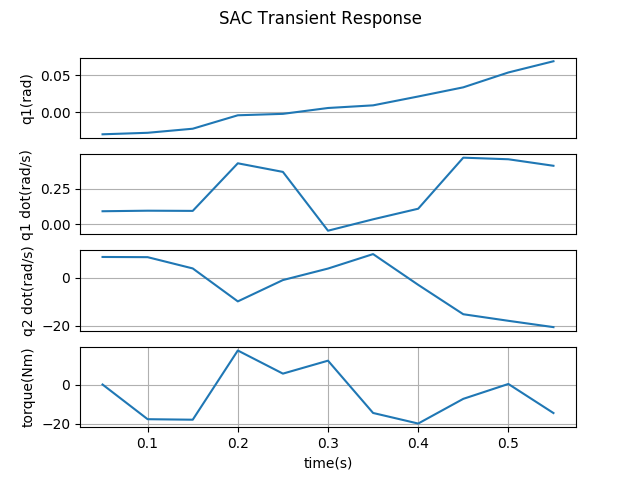 SAC Transient Response
q1(rad)
0.05
0.00
q1 dot(rad/s)
0.25
0.00
q2 dot(rad/s)
0
−20
torque(Nm)
0
−20
0.1 0.2 0.3 0.4 0.5
time(s)